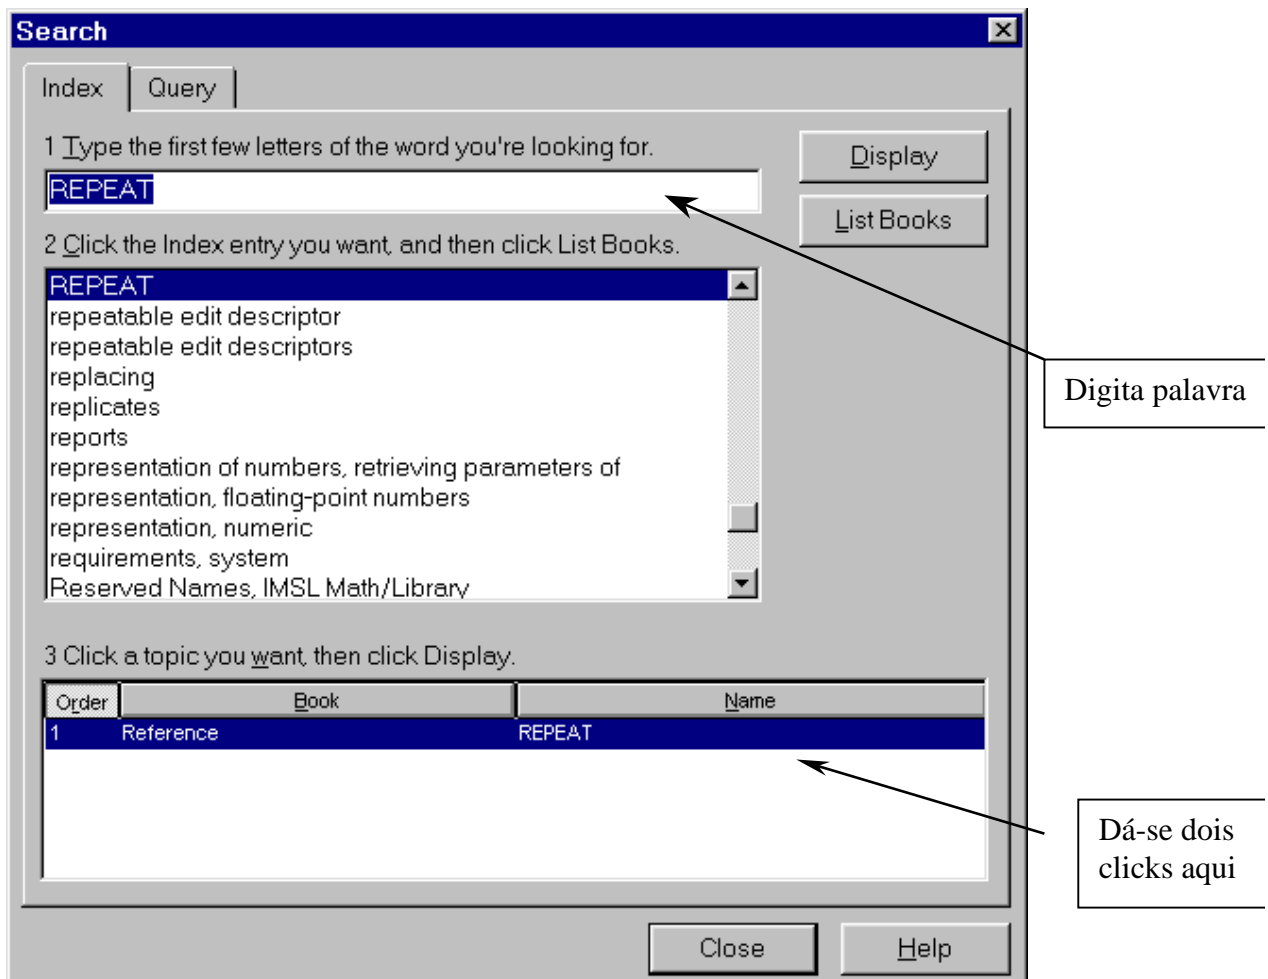 Search
Index
Query
1 Type the first few letters of the word you're looking for.
REPEAT
Display
List Books
2 Click the Index entry you want, and then click List Books.
REPEAT
repeatable edit descriptor
repeatable edit descriptors
replacing
replicates
reports
representation of numbers, retrieving parameters of
representation, floating-point numbers
representation, numeric
requirements, system
Reserved Names, IMSL Math/Library
Digita palavra
3 Click a topic you want, then click Display.
Order Book Name
1 Reference REPEAT
Dá-se dois
clicks aqui
Close
Help